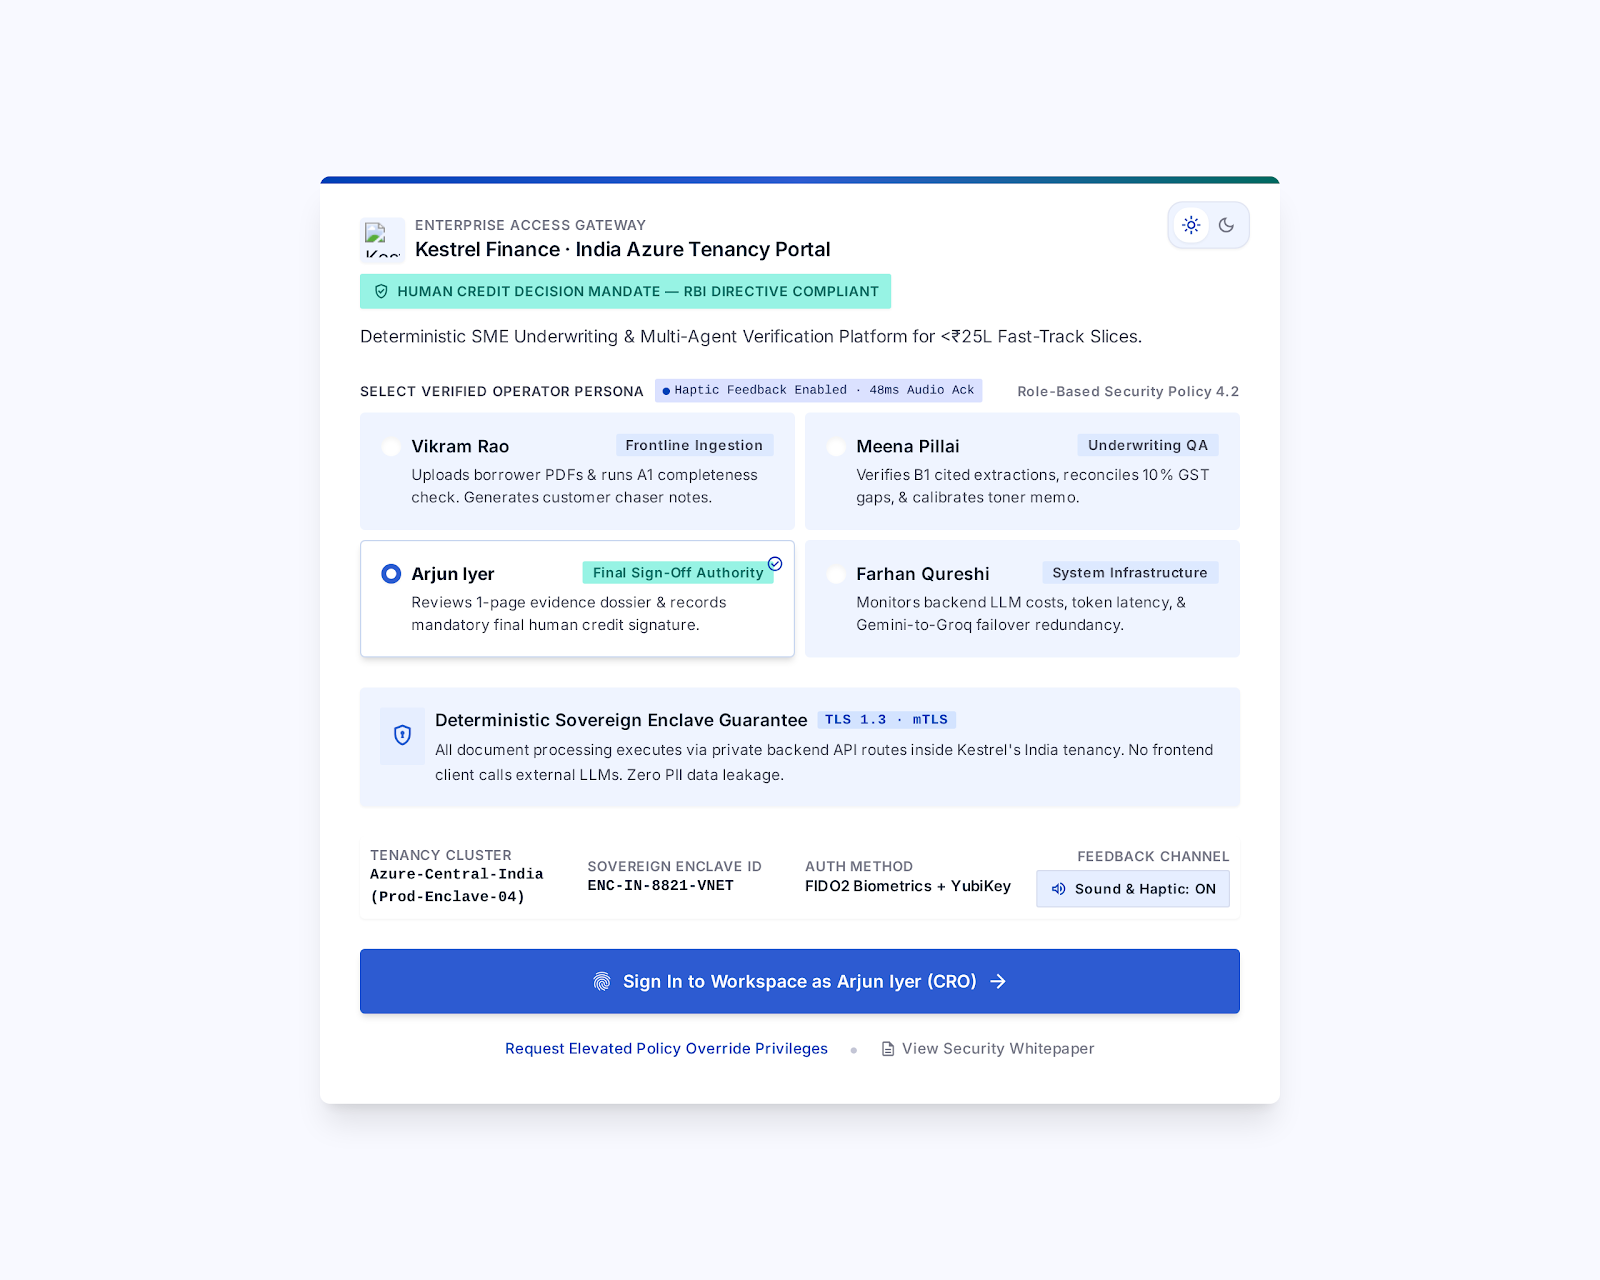 ENTERPRISE ACCESS GATEWAY
Kestrel Finance · India Azure Tenancy Portal
HUMAN CREDIT DECISION MANDATE — RBI DIRECTIVE COMPLIANT
Deterministic SME Underwriting & Multi-Agent Verification Platform for <₹25L Fast-Track Slices.
SELECT VERIFIED OPERATOR PERSONA
Haptic Feedback Enabled · 48ms Audio Ack
Role-Based Security Policy 4.2
Vikram Rao
Frontline Ingestion
Uploads borrower PDFs & runs A1 completeness
check. Generates customer chaser notes.
Meena Pillai
Underwriting QA
Verifies B1 cited extractions, reconciles 10% GST
gaps, & calibrates toner memo.
Arjun Iyer
Final Sign-Off Authority
Reviews 1-page evidence dossier & records
mandatory final human credit signature.
Farhan Qureshi
System Infrastructure
Monitors backend LLM costs, token latency, &
Gemini-to-Groq failover redundancy.
Deterministic Sovereign Enclave Guarantee
TLS 1.3 · mTLS
All document processing executes via private backend API routes inside Kestrel's India tenancy. No frontend
client calls external LLMs. Zero PII data leakage.
TENANCY CLUSTER
Azure-Central-India
(Prod-Enclave-04)
SOVEREIGN ENCLAVE ID
ENC-IN-8821-VNET
AUTH METHOD
FIDO2 Biometrics + YubiKey
FEEDBACK CHANNEL
Sound & Haptic: ON
Sign In to Workspace as Arjun Iyer (CRO)
Request Elevated Policy Override Privileges
View Security Whitepaper